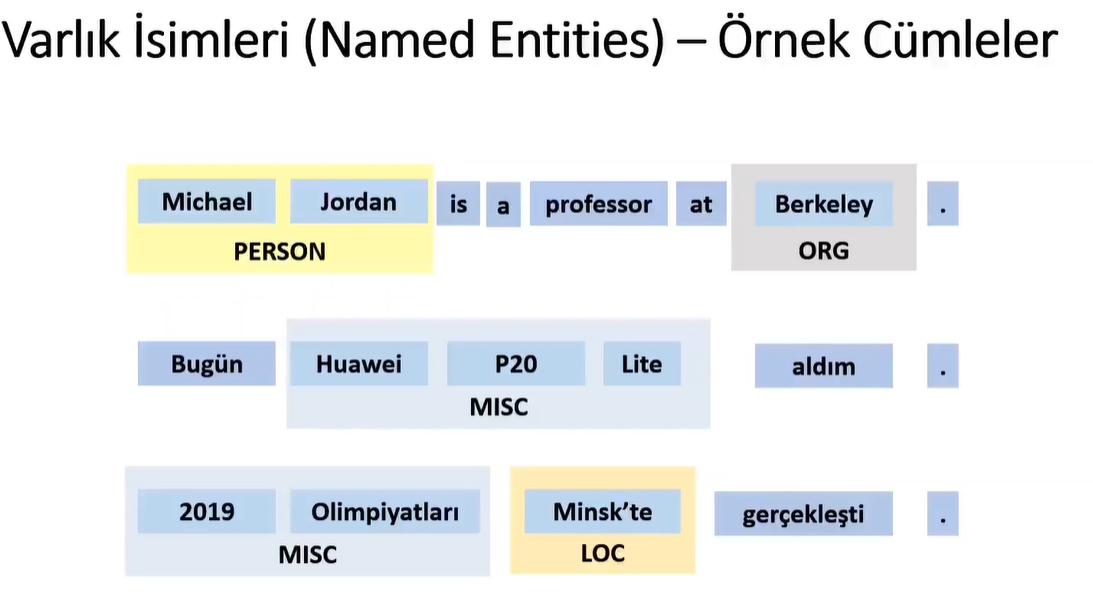 Varlık İsimleri (Named Entities) – Örnek Cümleler
Michael Jordan is a professor at Berkeley .
PERSON ORG
Bugün Huawei P20 Lite aldım .
MISC
2019 Olimpiyatları Minsk’te gerçekleşti .
MISC LOC